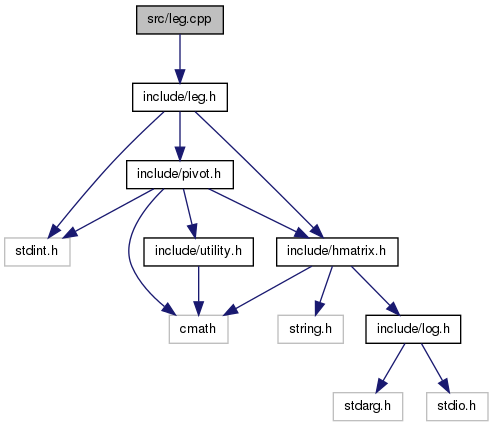 src/leg.cpp
include/leg.h
include/pivot.h
stdint.h
include/utility.h
include/hmatrix.h
cmath
string.h
include/log.h
stdarg.h
stdio.h